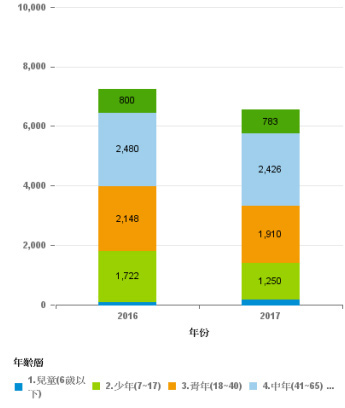 10,000
8,000
6,000
4,000
2,000
0
800
2,480
2,148
1,722
783
2,426
1,910
1,250
2016
2017
年份
年齡層
1.兒童(6歲以
下)
2.少年(7~17)
3.青年(18~40)
4.中年(41~65) ...